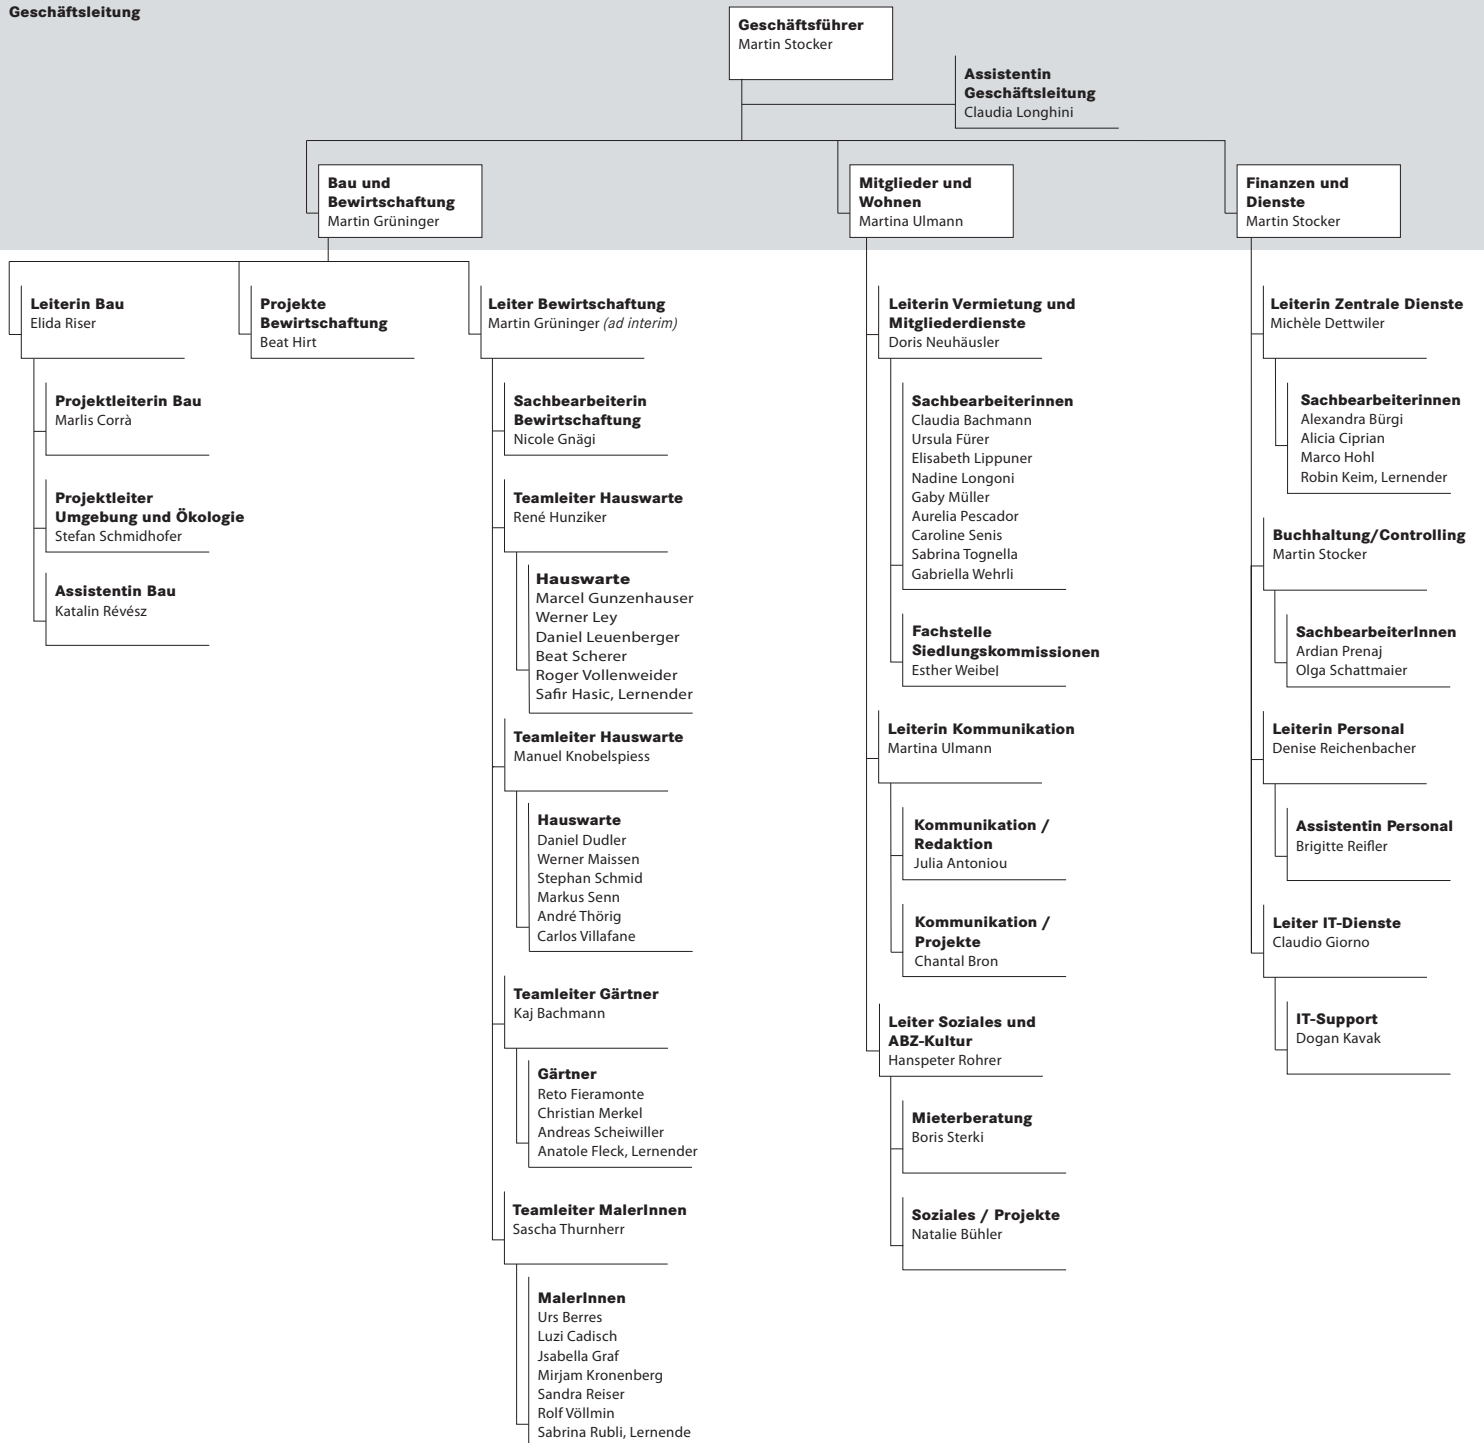 Geschäftsleitung
Geschäftsführer
Martin Stocker
Assistentin
Geschäftsleitung
Claudia Longhini
Bau und
Bewirtschaftung
Martin Grüninger
Mitglieder und
Wohnen
Martina Ulmann
Finanzen und
Dienste
Martin Stocker
Leiterin Bau
Elida Riser
Projektleiterin Bau
Marlis Corrà
Projektleiter
Umgebung und Ökologie
Stefan Schmidhofer
Assistentin Bau
Katalin Révész
Projekte
Bewirtschaftung
Beat Hirt
Leiter Bewirtschaftung
Martin Grüninger (ad interim)
Sachbearbeiterin
Bewirtschaftung
Nicole Gnägi
Teamleiter Hauswarte
René Hunziker
Hauswarte
Marcel Gunzenhauser
Werner Ley
Daniel Leuenberger
Beat Scherer
Roger Vollenweider
Safir Hasic, Lernender
Teamleiter Hauswarte
Manuel Knobelspiess
Hauswarte
Daniel Dudler
Werner Maissen
Stephan Schmid
Markus Senn
André Thörig
Carlos Villafane
Teamleiter Gärtner
Kaj Bachmann
Gärtner
Reto Fieramonte
Christian Merkel
Andreas Scheiwiller
Anatole Fleck, Lernender
Teamleiter MalerInnen
Sascha Thurnherr
MalerInnen
Urs Berres
Luzi Cadisch
Jsabella Graf
Mirjam Kronenberg
Sandra Reiser
Rolf Völlmin
Sabrina Rubli, Lernende
Leiterin Vermietung und
Mitgliederdienste
Doris Neuhäusler
Sachbearbeiterinnen
Claudia Bachmann
Ursula Fürer
Elisabeth Lippuner
Nadine Longoni
Gaby Müller
Aurelia Pescador
Caroline Senis
Sabrina Tognella
Gabriella Wehrli
Fachstelle
Siedlungskommissionen
Esther Weibel
Leiterin Kommunikation
Martina Ulmann
Kommunikation /
Redaktion
Julia Antoniou
Kommunikation /
Projekte
Chantal Bron
Leiter Soziales und
ABZ-Kultur
Hanspeter Rohrer
Mieterberatung
Boris Sterki
Soziales / Projekte
Natalie Bühler
Leiterin Zentrale Dienste
Michèle Dettwiler
Sachbearbeiterinnen
Alexandra Bürgi
Alicia Ciprian
Marco Hohl
Robin Keim, Lernender
Buchhaltung/Controlling
Martin Stocker
SachbearbeiterInnen
Ardian Prenaj
Olga Schattmaier
Leiterin Personal
Denise Reichenbacher
Assistentin Personal
Brigitte Reifler
Leiter IT-Dienste
Claudio Giorno
IT-Support
Dogan Kavak